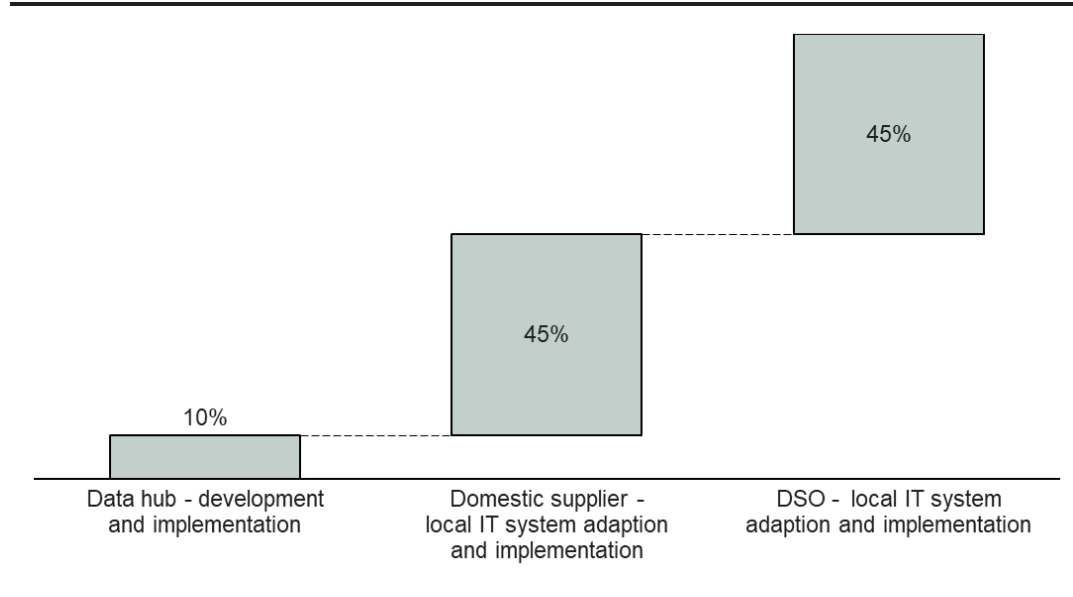 45%
45%
10%
Data hub - development
and implementation
Domestic supplier -
local IT system adaption
and implementation
DSO - local IT system
adaption and implementation